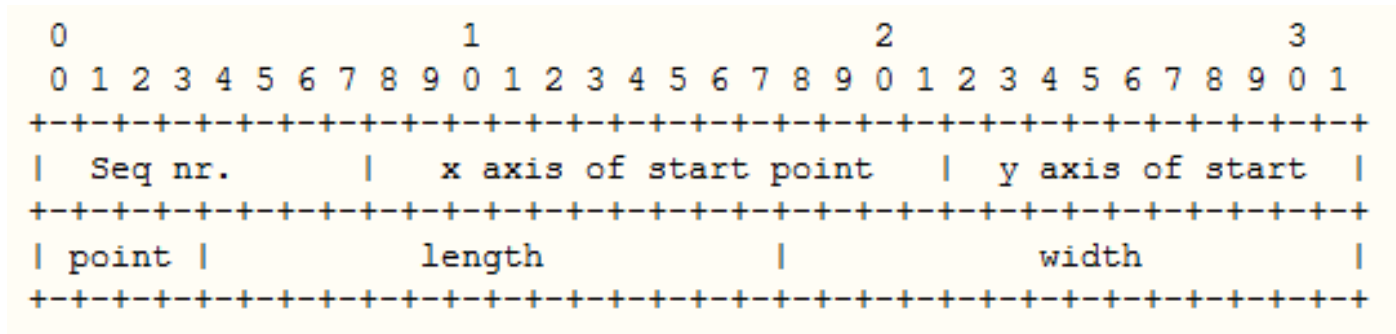 0                   1                   2                   3
 0 1 2 3 4 5 6 7 8 9 0 1 2 3 4 5 6 7 8 9 0 1 2 3 4 5 6 7 8 9 0 1
+-+-+-+-+-+-+-+-+-+-+-+-+-+-+-+-+-+-+-+-+-+-+-+-+-+-+-+-+-+-+-+-+
|  Seq nr.      |   x axis of start point   |  y axis of start  |
+-+-+-+-+-+-+-+-+-+-+-+-+-+-+-+-+-+-+-+-+-+-+-+-+-+-+-+-+-+-+-+-+
| point |          length           |            width          |
+-+-+-+-+-+-+-+-+-+-+-+-+-+-+-+-+-+-+-+-+-+-+-+-+-+-+-+-+-+-+-+-+